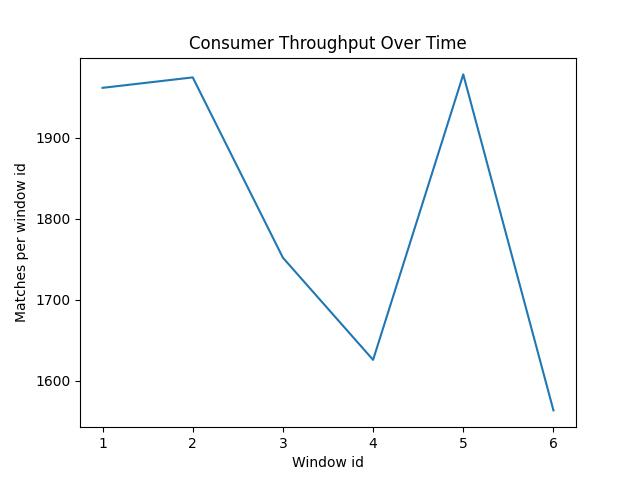 Consumer Throughput Over Time
Matches per window id
1900
1800
1700
1600
1 2 3 4 5 6
Window id